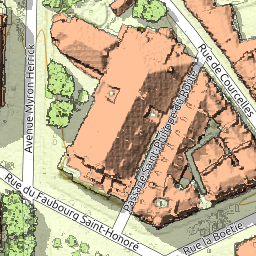 Avenue Myron Herrick
Rue de Courcelles
Passage Saint-Philippe du Roule
Rue du Faubourg Saint-Honoré
Rue la Boétie